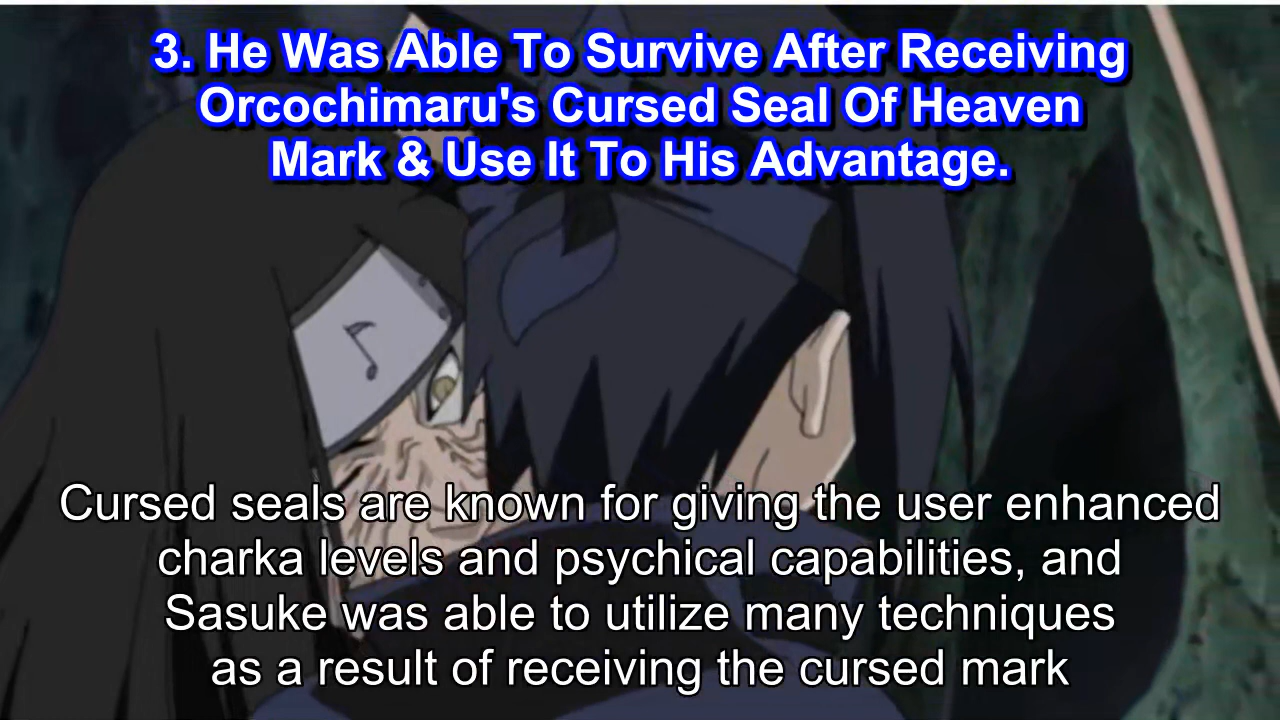 3. He Was Able To Survive After Receiving
Orcochimaru's Cursed Seal Of Heaven
Mark & Use It To His Advantage.
Cursed seals are known for giving the user enhanced
charka levels and psychical capabilities, and
Sasuke was able to utilize many techniques
as a result of receiving the cursed mark